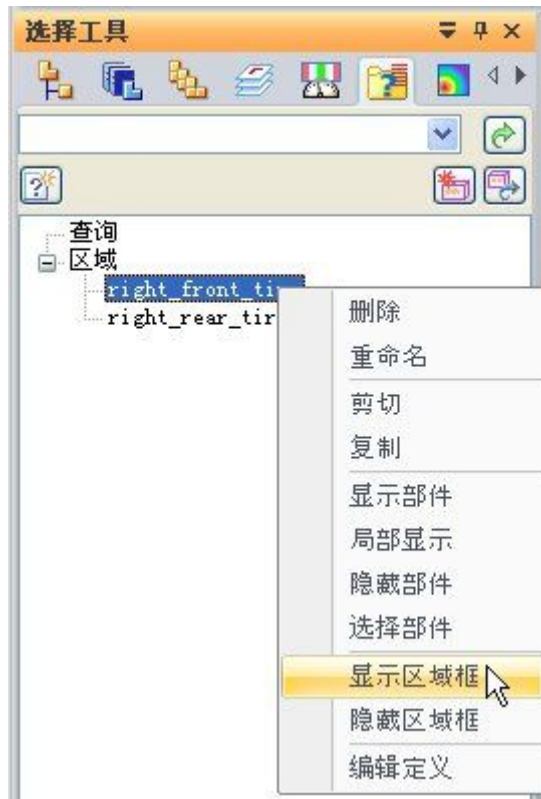 选择工具
查询
区域
right_front_ti
right_rear_tir
删除
重命名
剪切
复制
显示部件
局部显示
隐藏部件
选择部件
显示区域框
隐藏区域框
编辑定义